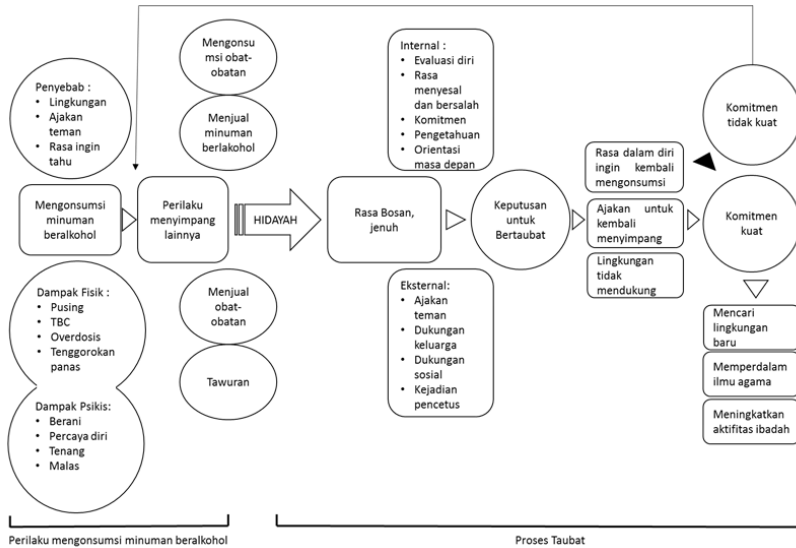 Penyebab :
• Lingkungan
• Ajakan
teman
• Rasa ingin
tahu
Mengonsu
msi obat-
obatan
Menjual
minuman
berlakohol
Internal :
• Evaluasi diri
• Rasa
menyesal
dan bersalah
• Komitmen
• Pengetahuan
• Orientasi
masa depan
Komitmen
tidak kuat
Mengonsumsi
minuman
beralkohol
Perilaku
menyimpang
lainnya
HIDAYAH
Rasa Bosan,
jenuh
Keputusan
untuk
Bertaubat
Rasa dalam diri
ingin kembali
mengonsumsi
Ajakan untuk
kembali
menyimpang
Lingkungan
tidak
mendukung
Komitmen
kuat
Dampak Fisik :
• Pusing
• TBC
• Overdosis
• Tenggorokan
panas
Dampak Psikis:
• Berani
• Percaya diri
• Tenang
• Malas
Menjual
obat-
obatan
Tawuran
Eksternal:
• Ajakan
teman
• Dukungan
keluarga
• Dukungan
sosial
• Kejadian
pencetus
Mencari
lingkungan
baru
Memperdalam
ilmu agama
Meningkatkan
aktifitas ibadah
Perilaku mengonsumsi minuman beralkohol
Proses Taubat